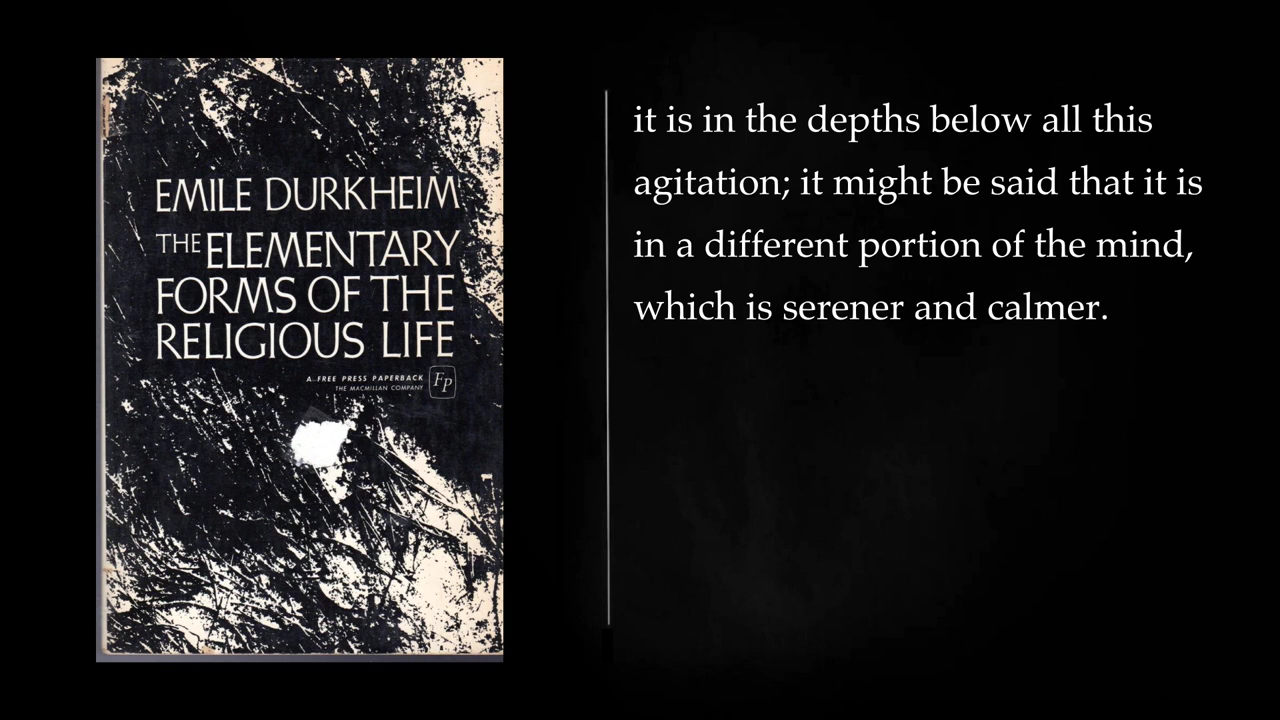 EMILE DURKHEIM
THE ELEMENTARY
FORMS OF THE
RELIGIOUS LIFE
A FREE PRESS PAPERBACK
THE MACMILLAN COMPANY
FP
it is in the depths below all this
agitation; it might be said that it is
in a different portion of the mind,
which is serener and calmer.